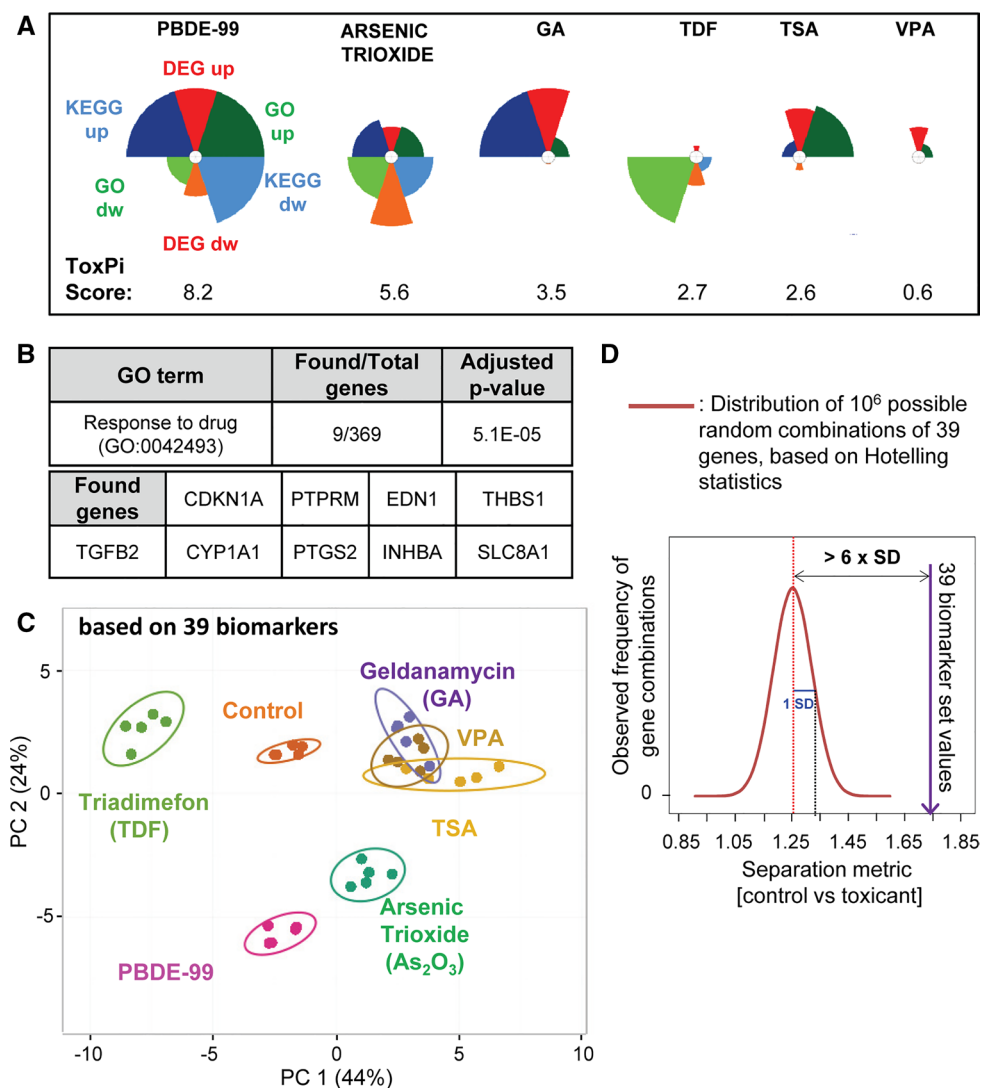 A
PBDE-99
ARSENIC
TRIOXIDE
GA
TDF
TSA
VPA
DEG up
KEGG
up
GO
up
GO
dw
KEGG
dw
DEG dw
ToxPi
Score:
8.2
5.6
3.5
2.7
2.6
0.6
B
GO term
Found/Total
genes
Adjusted
p-value
Response to drug
(GO:0042493)
9/369
5.1E-05
Found
genes
CDKN1A
PTPRM
EDN1
THBS1
TGFB2
CYP1A1
PTGS2
INHBA
SLC8A1
C
based on 39 biomarkers
Geldanamycin
(GA)
Control
VPA
Triadimefon
(TDF)
TSA
Arsenic
Trioxide
(As₂O₃)
PBDE-99
PC 2 (24%)
5
0
-5
-10
-5
0
5
10
PC 1 (44%)
D
: Distribution of 10⁶ possible
random combinations of 39
genes, based on Hotelling
statistics
> 6 x SD
1 SD
39 biomarker set values
Observed frequency of
gene combinations
0
0.85 1.05 1.25 1.45 1.65 1.85
Separation metric
[control vs toxicant]